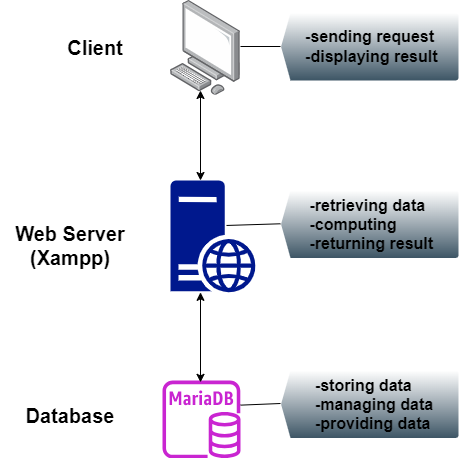 Client
-sending request
-displaying result
Web Server
(Xampp)
-retrieving data
-computing
-returning result
MariaDB
Database
-storing data
-managing data
-providing data